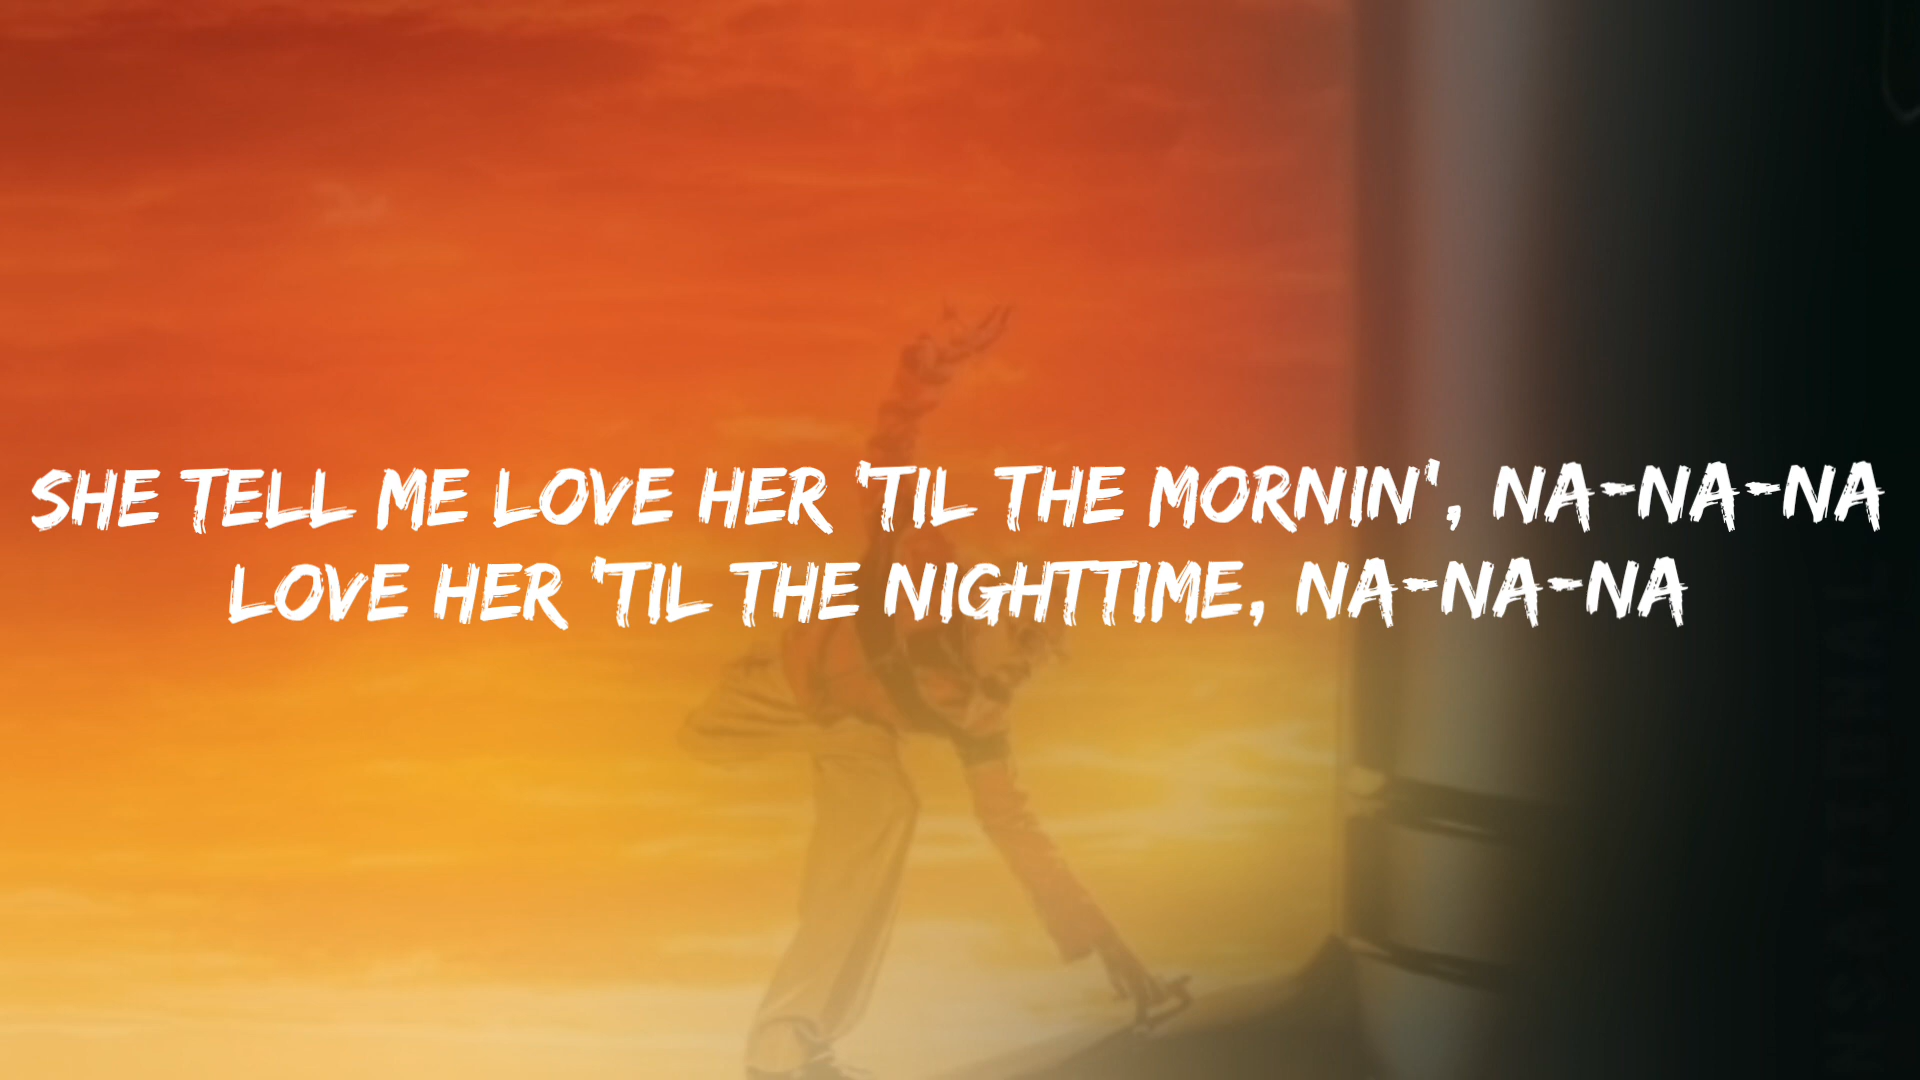 SHE TELL ME LOVE HER 'TIL THE MORNIN', NA-NA-NA
LOVE HER 'TIL THE NIGHTTIME, NA-NA-NA